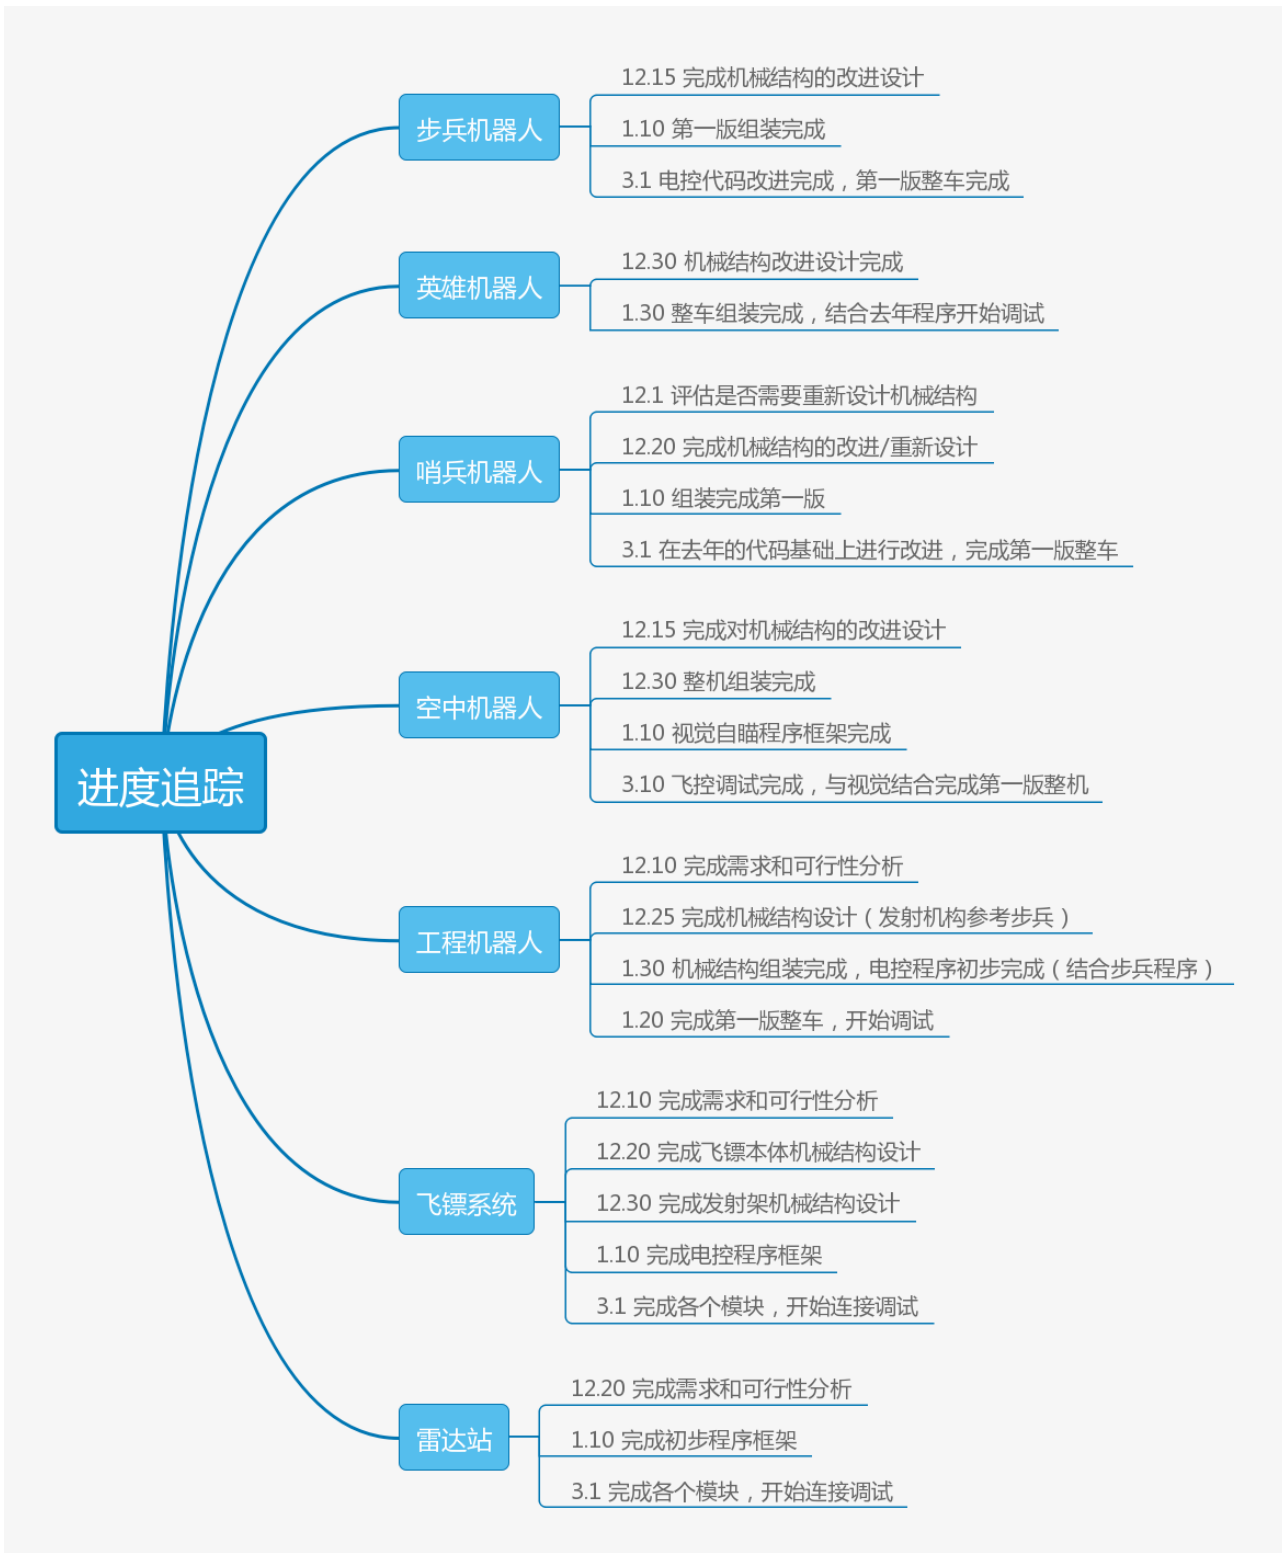 进度追踪
步兵机器人
12.15 完成机械结构的改进设计
1.10 第一版组装完成
3.1 电控代码改进完成，第一版整车完成
英雄机器人
12.30 机械结构改进设计完成
1.30 整车组装完成，结合去年程序开始调试
哨兵机器人
12.1 评估是否需要重新设计机械结构
12.20 完成机械结构的改进/重新设计
1.10 组装完成第一版
3.1 在去年的代码基础上进行改进，完成第一版整车
空中机器人
12.15 完成对机械结构的改进设计
12.30 整机组装完成
1.10 视觉自瞄程序框架完成
3.10 飞控调试完成，与视觉结合完成第一版整机
工程机器人
12.10 完成需求和可行性分析
12.25 完成机械结构设计（发射机构参考步兵）
1.30 机械结构组装完成，电控程序初步完成（结合步兵程序）
1.20 完成第一版整车，开始调试
飞镖系统
12.10 完成需求和可行性分析
12.20 完成飞镖本体机械结构设计
12.30 完成发射架机械结构设计
1.10 完成电控程序框架
3.1 完成各个模块，开始连接调试
雷达站
12.20 完成需求和可行性分析
1.10 完成初步程序框架
3.1 完成各个模块，开始连接调试